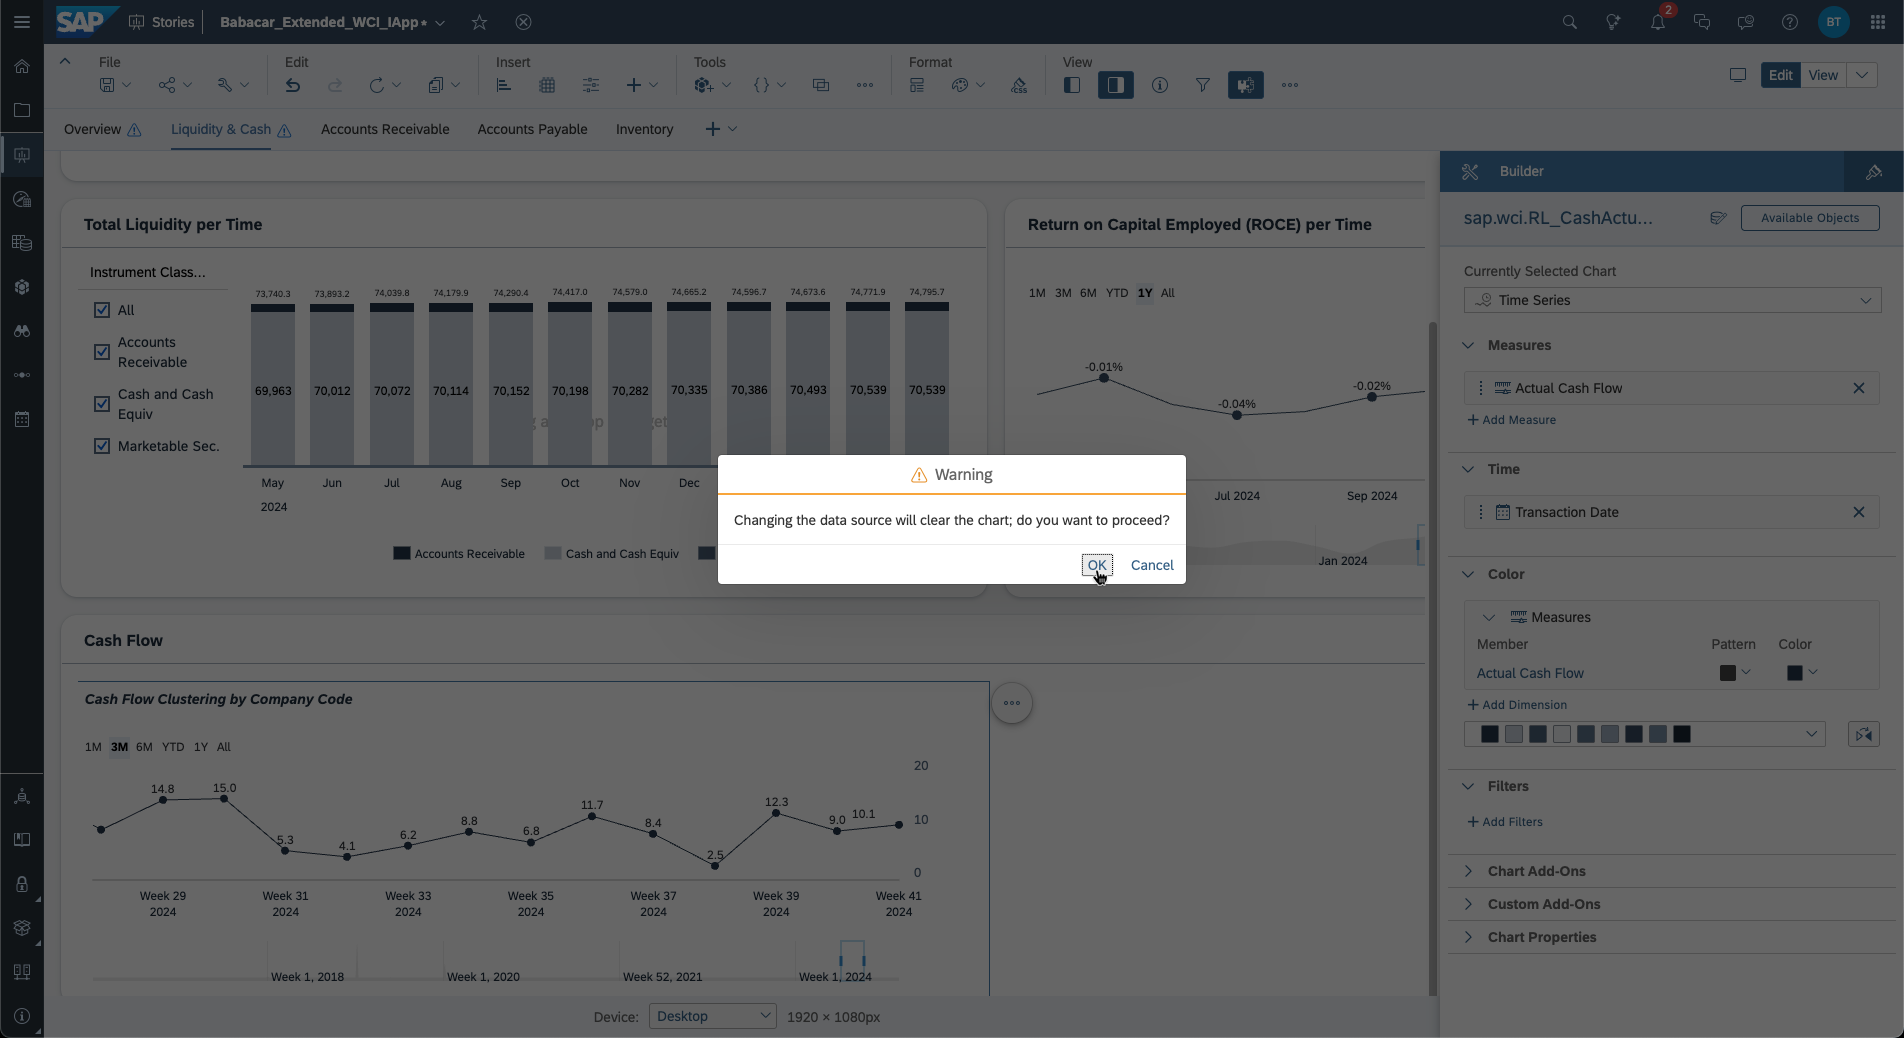 SAP Stories Babacar_Extended_WCI_IApp*
2
BT
File Edit Insert Tools Format View
CSS
Edit View
Overview Liquidity & Cash Accounts Receivable Accounts Payable Inventory
Total Liquidity per Time
Instrument Class...
All
Accounts
Receivable
Cash and Cash
Equiv
Marketable Sec.
73,740.3 73,893.2 74,039.8 74,179.9 74,290.4 74,417.0 74,579.0 74,665.2 74,596.7 74,673.6 74,771.9 74,795.7
69,963 70,012 70,072 70,114 70,152 70,198 70,282 70,335 70,386 70,493 70,539 70,539
May Jun Jul Aug Sep Oct Nov Dec
2024
Accounts Receivable Cash and Cash Equiv
Return on Capital Employed (ROCE) per Time
1M 3M 6M YTD 1Y All
-0.01%
-0.04%
-0.02%
Jul 2024 Sep 2024
Jan 2024
Warning
Changing the data source will clear the chart; do you want to proceed?
OK Cancel
Cash Flow
Cash Flow Clustering by Company Code
1M 3M 6M YTD 1Y All
20
10
0
14.8 15.0 5.3 4.1 6.2 8.8 6.8 11.7 8.4 2.5 12.3 9.0 10.1
Week 29 Week 31 Week 33 Week 35 Week 37 Week 39 Week 41
2024 2024 2024 2024 2024 2024 2024
Week 1, 2018 Week 1, 2020 Week 52, 2021 Week 1, 2024
Device: Desktop 1920 × 1080px
Builder
sap.wci.RL_CashActu... Available Objects
Currently Selected Chart
Time Series
Measures
Actual Cash Flow
+ Add Measure
Time
Transaction Date
Color
Measures
Member Pattern Color
Actual Cash Flow
+ Add Dimension
Filters
+ Add Filters
Chart Add-Ons
Custom Add-Ons
Chart Properties